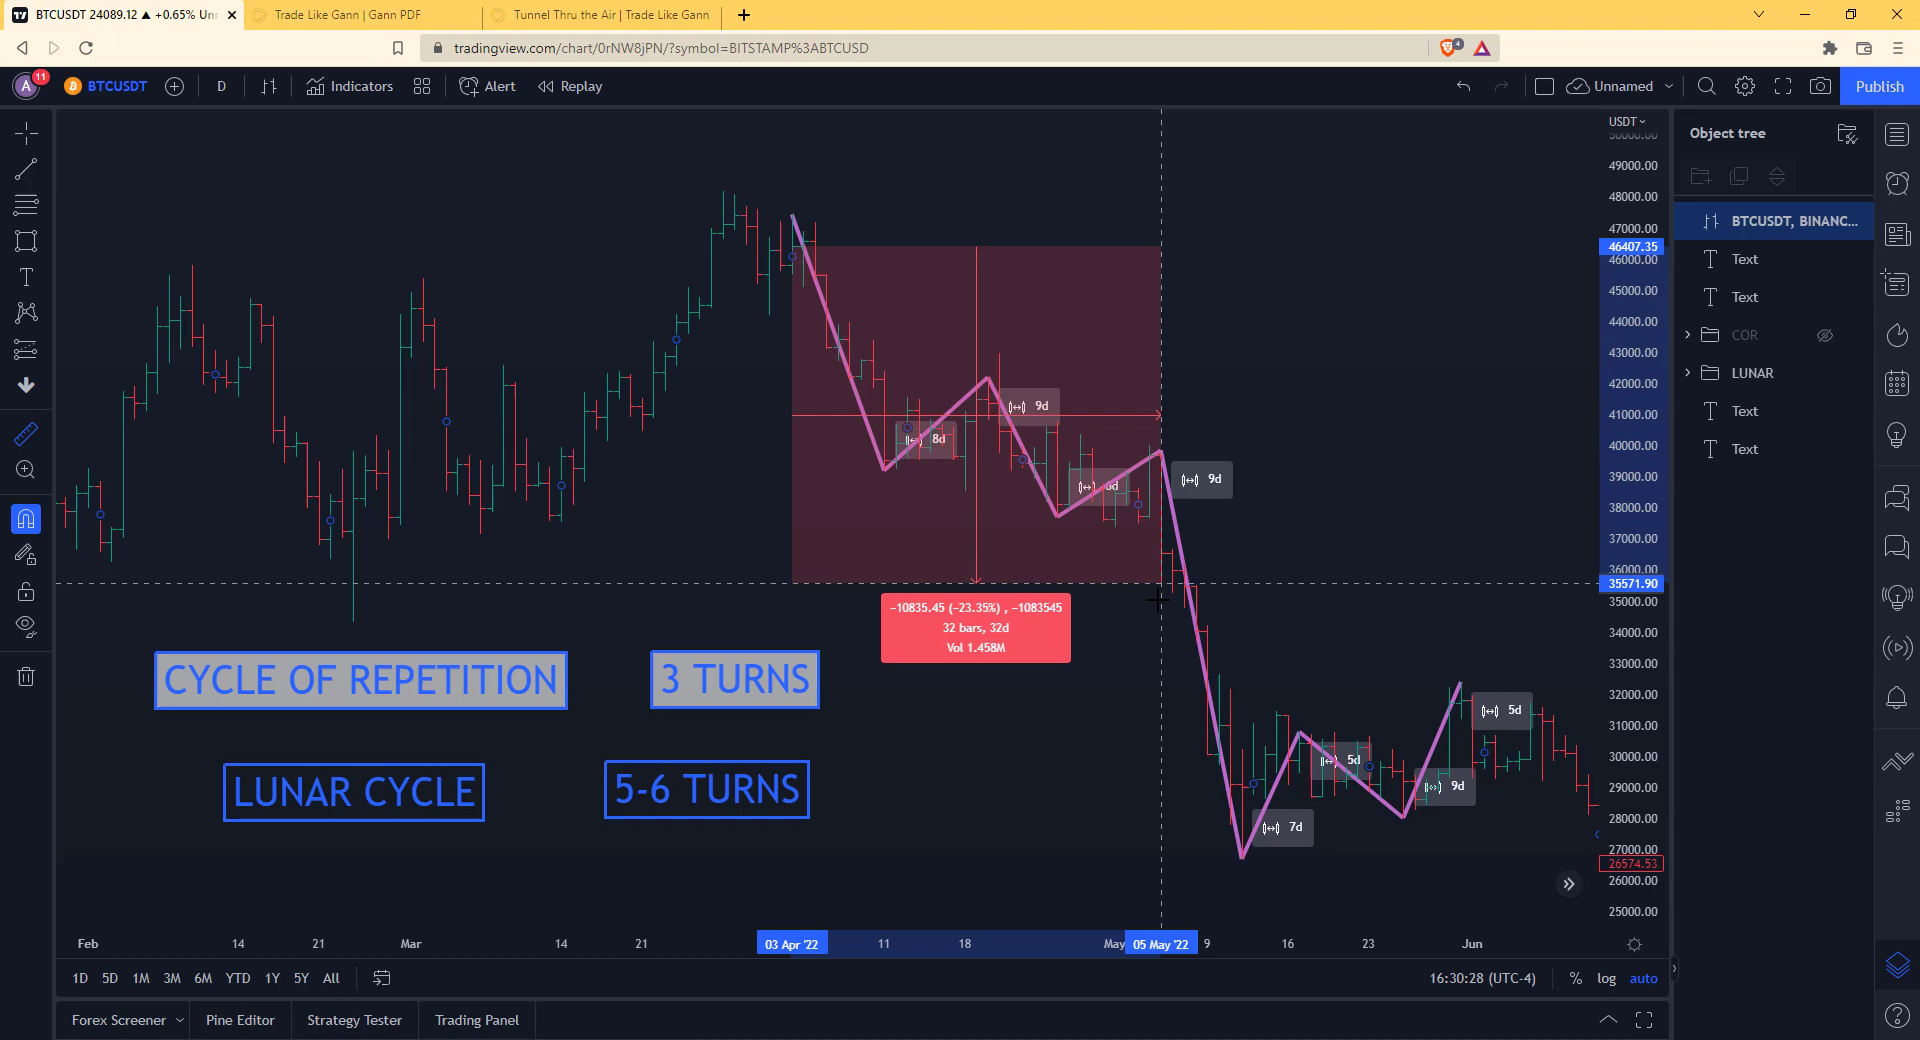 BTCUSDT 24089.12 ▲ +0.65% Un
Trade Like Gann | Gann PDF
Tunnel Thru the Air | Trade Like Gann
tradingview.com/chart/0rNW8jPN/?symbol=BITSTAMP%3ABTCUSD
4
A
11
BTCUSDT
D
Indicators
Alert
Replay
Unnamed
Publish
USDT
50000.00
49000.00
48000.00
47000.00
46407.35
46000.00
45000.00
44000.00
43000.00
42000.00
41000.00
40000.00
39000.00
38000.00
37000.00
36000.00
35571.90
35000.00
34000.00
33000.00
32000.00
31000.00
30000.00
29000.00
28000.00
27000.00
26574.53
26000.00
25000.00
Object tree
BTCUSDT, BINANC...
Text
Text
COR
LUNAR
Text
Text
9d
8d
6d
9d
−10835.45 (−23.35%) , −1083545
32 bars, 32d
Vol 1.458M
CYCLE OF REPETITION
3 TURNS
LUNAR CYCLE
5-6 TURNS
5d
5d
9d
7d
Feb
14
21
Mar
14
21
03 Apr '22
11
18
May
05 May '22
9
16
23
Jun
1D
5D
1M
3M
6M
YTD
1Y
5Y
All
16:30:28 (UTC-4)
%
log
auto
Forex Screener
Pine Editor
Strategy Tester
Trading Panel